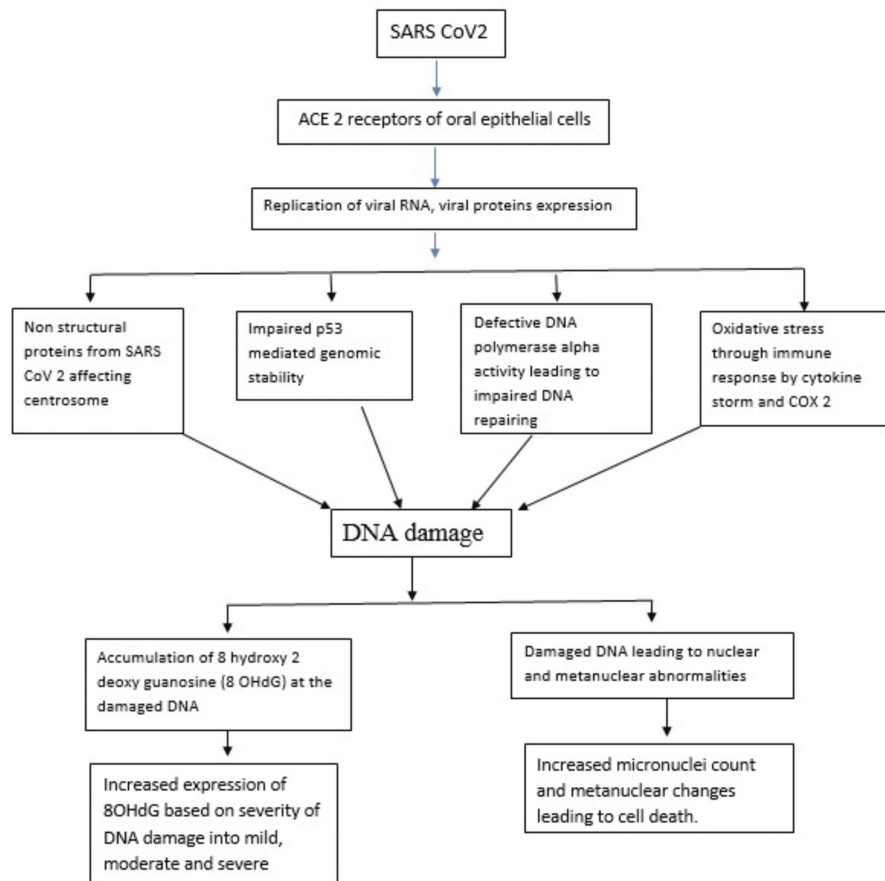 SARS CoV2
ACE 2 receptors of oral epithelial cells
Replication of viral RNA, viral proteins expression
Non structural
proteins from SARS
CoV 2 affecting
centrosome
Impaired p53
mediated genomic
stability
Defective DNA
polymerase alpha
activity leading to
impaired DNA
repairing
Oxidative stress
through immune
response by cytokine
storm and COX 2
DNA damage
Accumulation of 8 hydroxy 2
deoxy guanosine (8 OHdG) at the
damaged DNA
Damaged DNA leading to nuclear
and metanuclear abnormalities
Increased expression of
8OHdG based on severity of
DNA damage into mild,
moderate and severe
Increased micronuclei count
and metanuclear changes
leading to cell death.